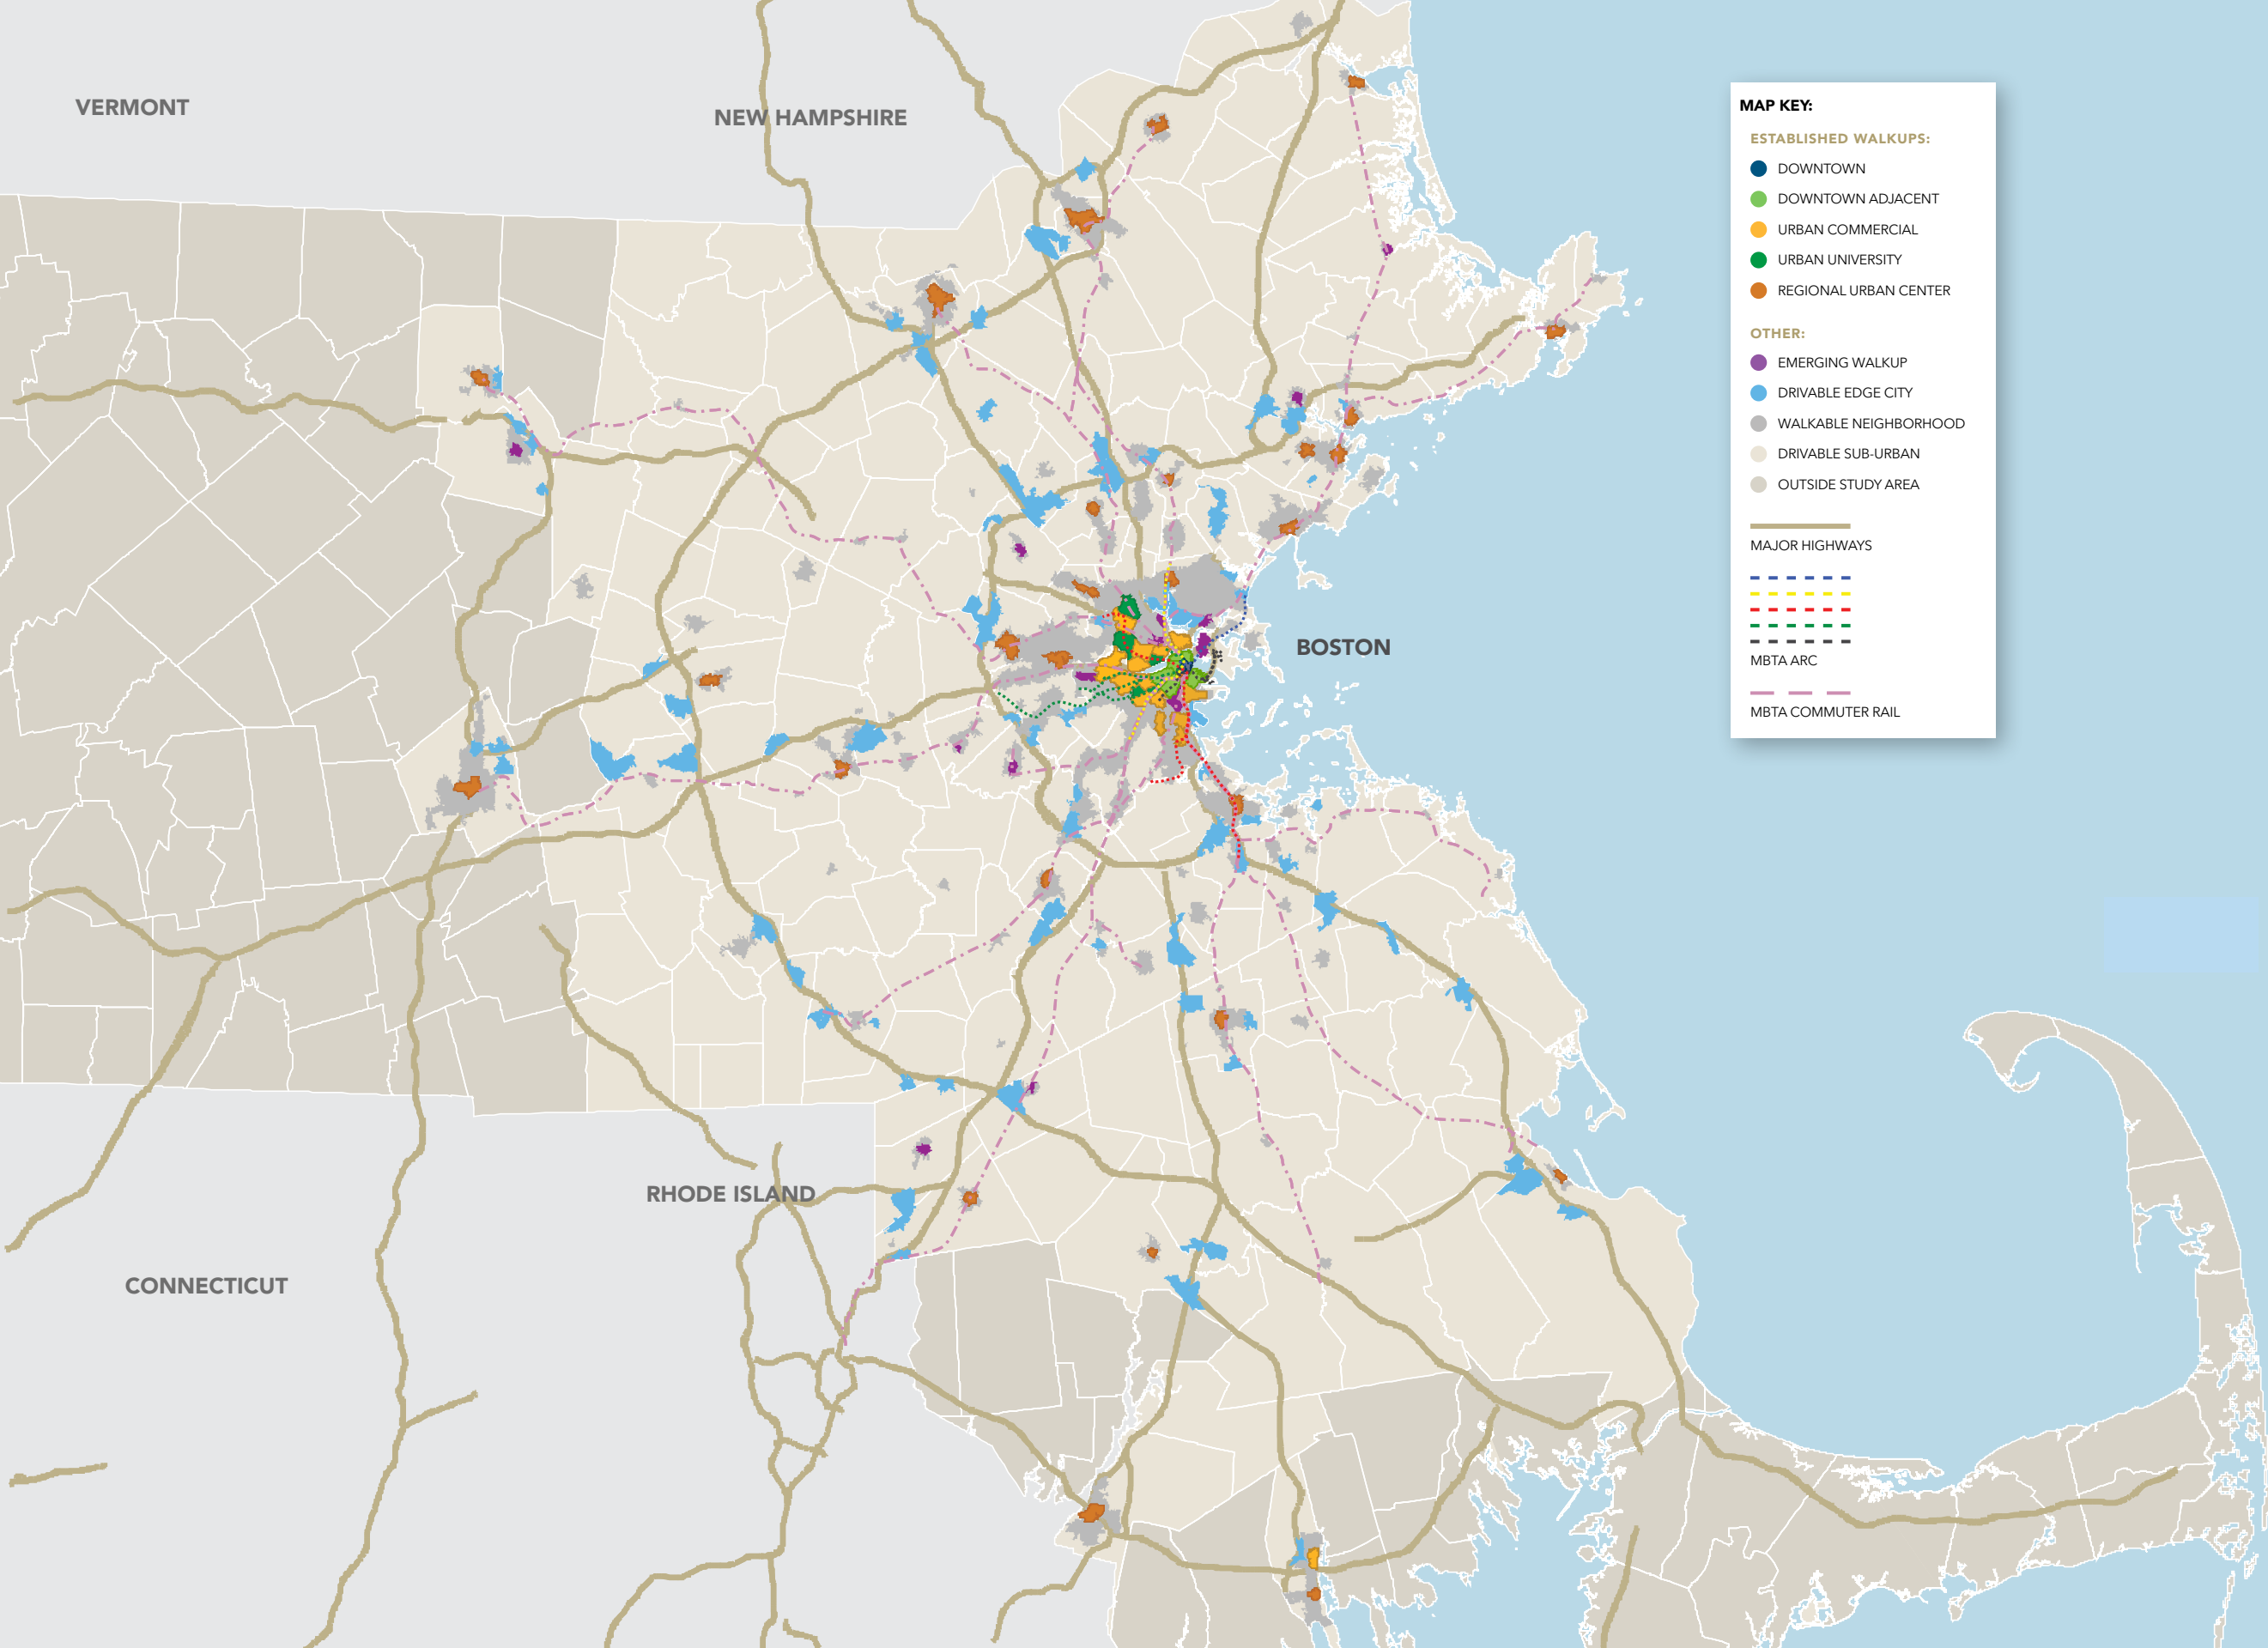 VERMONT
NEW HAMPSHIRE
BOSTON
RHODE ISLAND
CONNECTICUT
MAP KEY:
ESTABLISHED WALKUPS:
DOWNTOWN
DOWNTOWN ADJACENT
URBAN COMMERCIAL
URBAN UNIVERSITY
REGIONAL URBAN CENTER
OTHER:
EMERGING WALKUP
DRIVABLE EDGE CITY
WALKABLE NEIGHBORHOOD
DRIVABLE SUB-URBAN
OUTSIDE STUDY AREA
MAJOR HIGHWAYS
MBTA ARC
MBTA COMMUTER RAIL